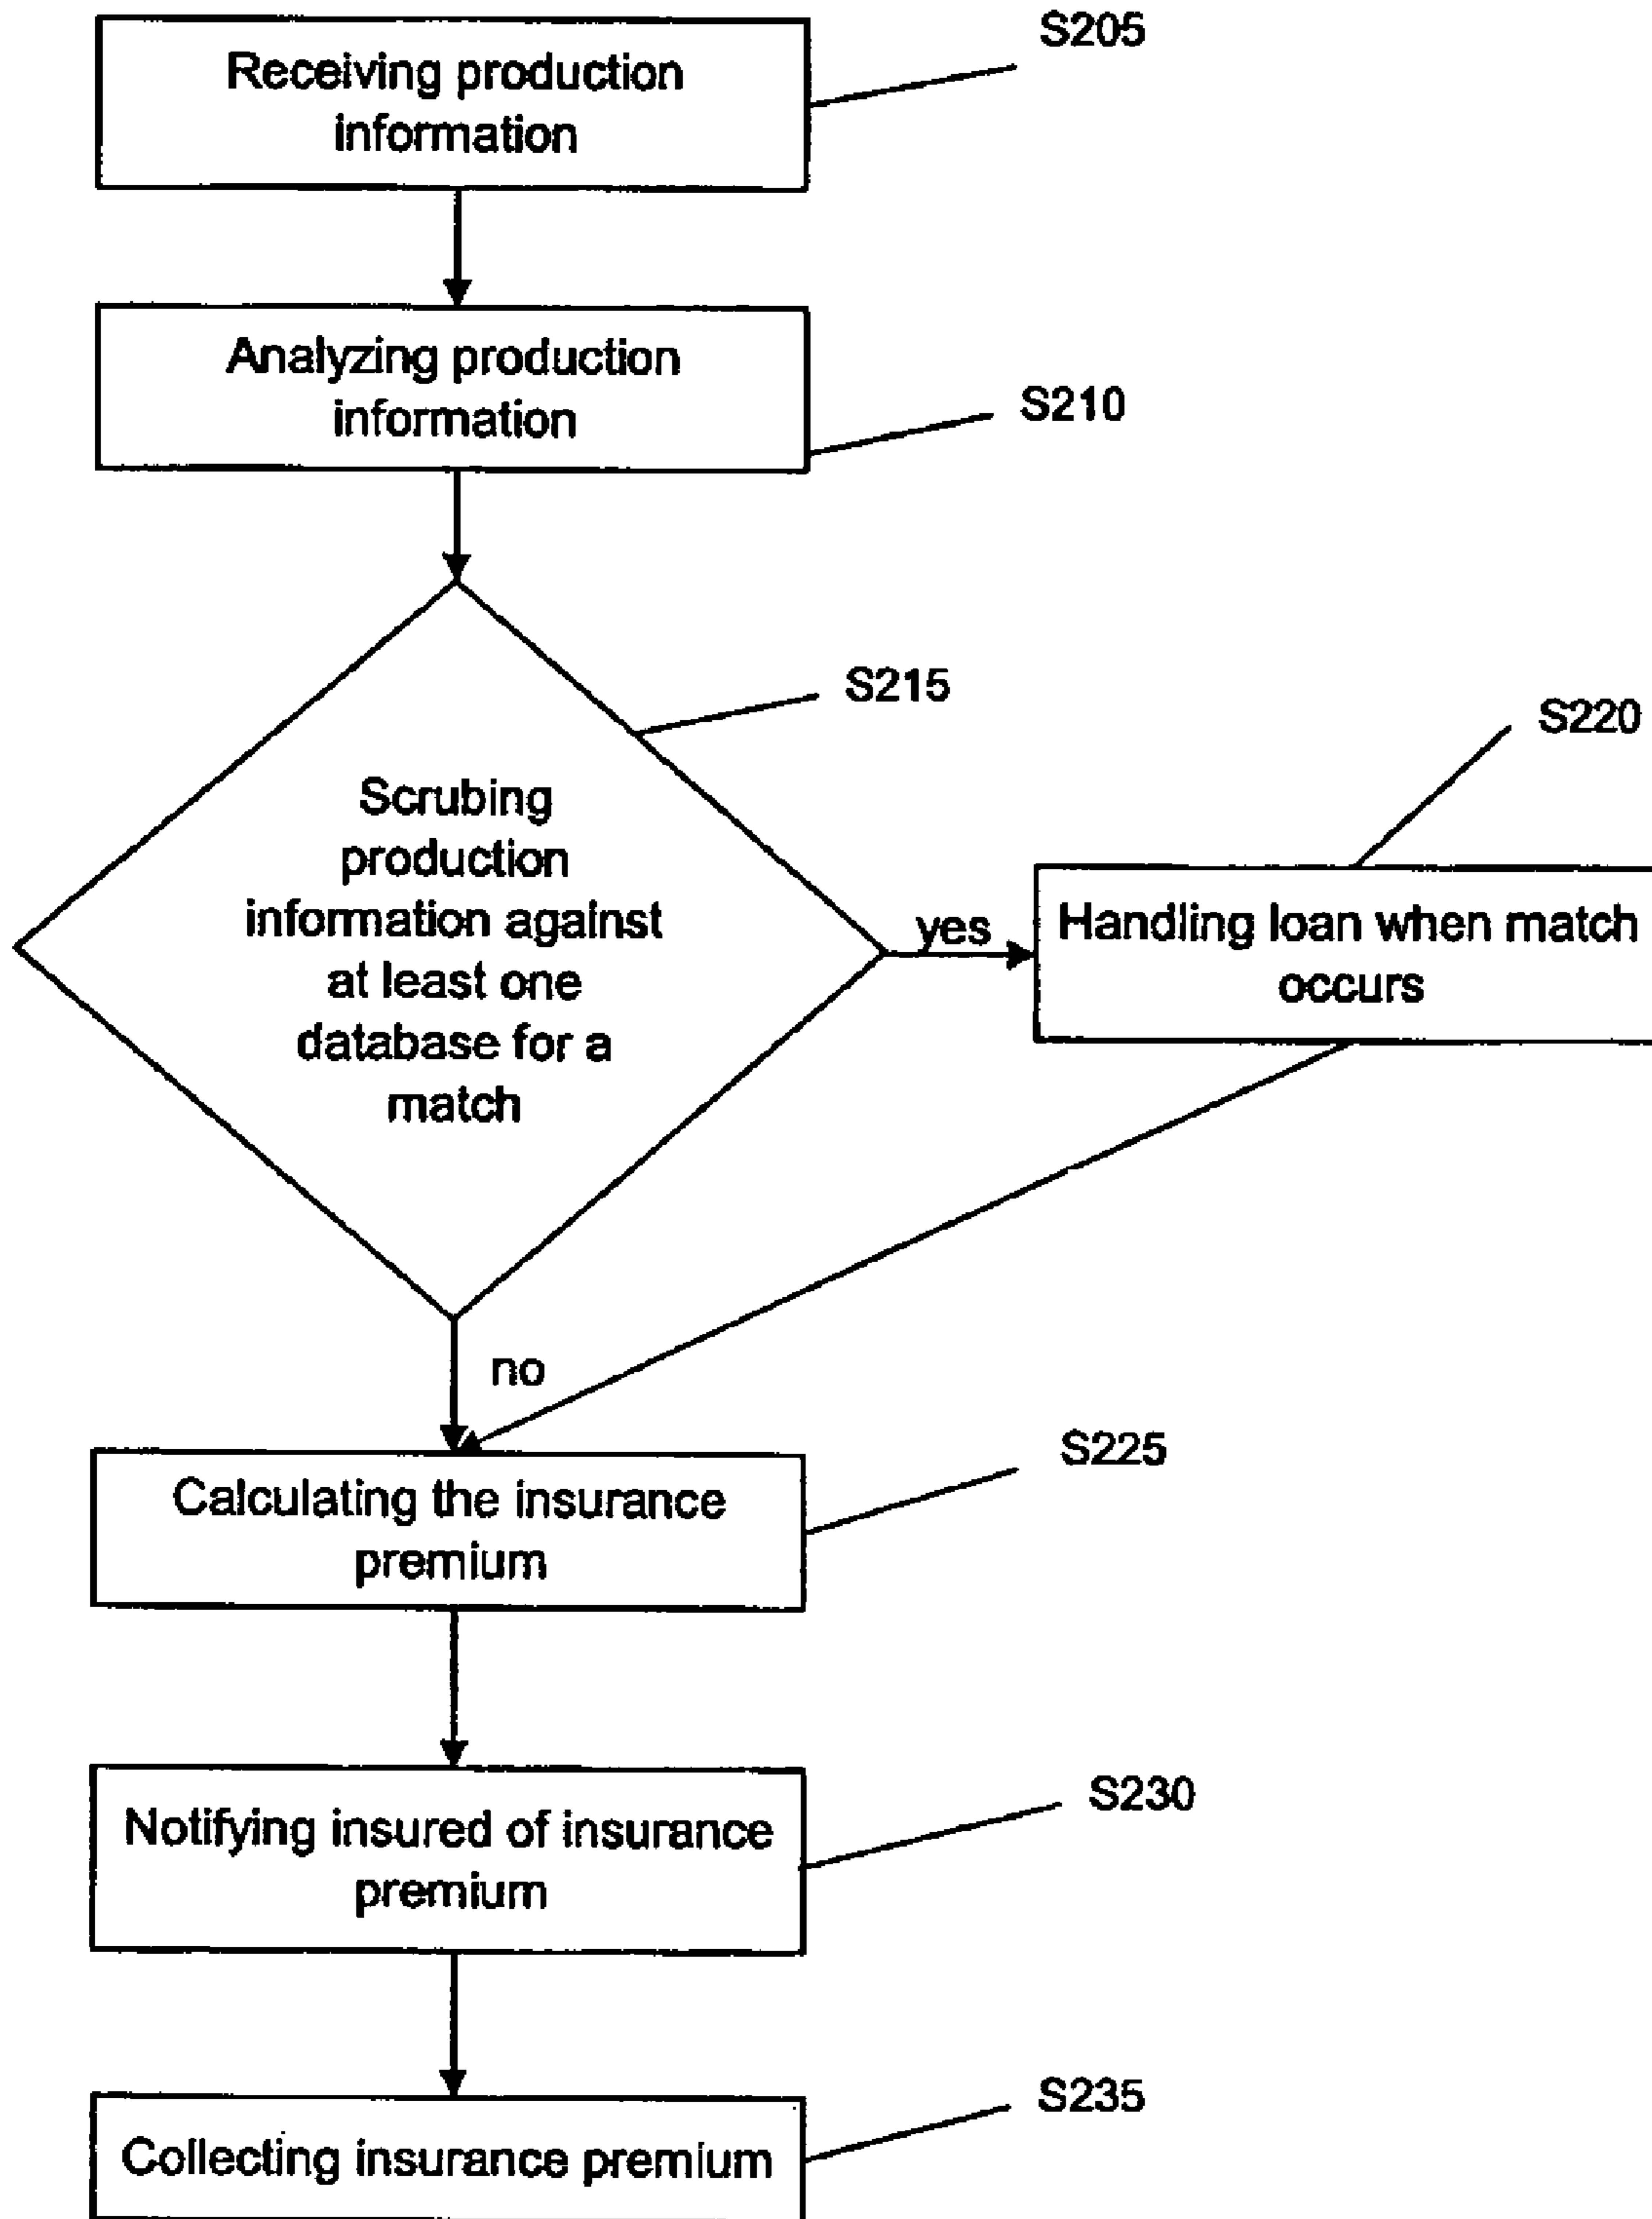 Receiving production
information
S205
Analyzing production
information
S210
S215
Scrubing
production
information against
at least one
database for a
match
yes
S220
Handling loan when match
occurs
no
S225
Calculating the insurance
premium
S230
Notifying insured of insurance
premium
S235
Collecting insurance premium